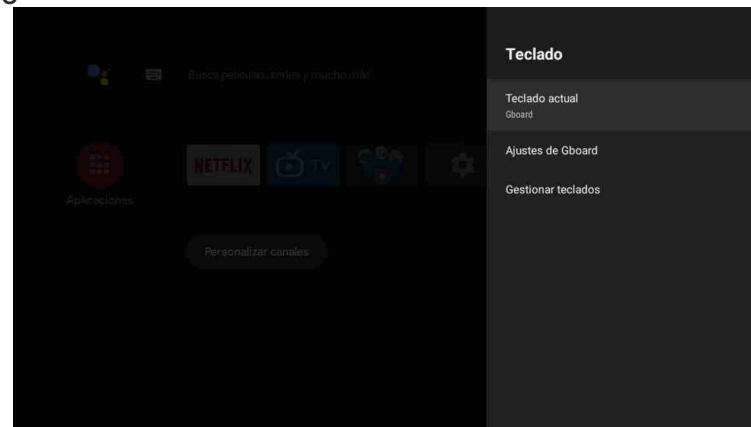 Teclado
Busca películas, series y mucho más
Teclado actual
Gboard
NETFLIX
TV
Ajustes de Gboard
Gestionar teclados
Aplicaciones
Personalizar canales